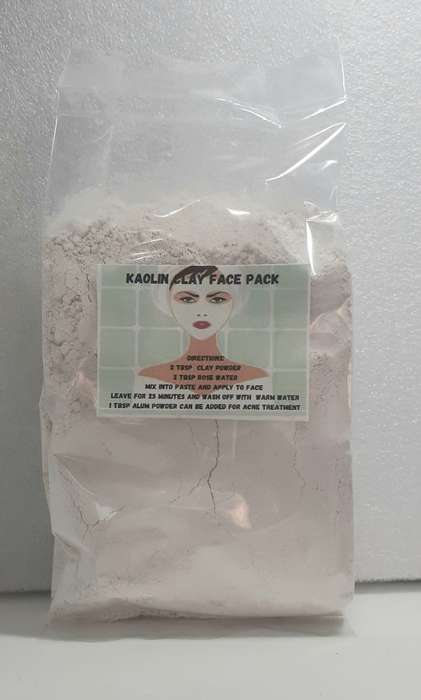 KAOLIN CLAY FACE PACK
DIRECTIONS:
2 TBSP CLAY POWDER
2 TBSP ROSE WATER
MIX INTO PASTE AND APPLY TO FACE
LEAVE FOR 25 MINUTES AND WASH OFF WITH WARM WATER
1 TBSP ALUM POWDER CAN BE ADDED FOR ACNE TREATMENT